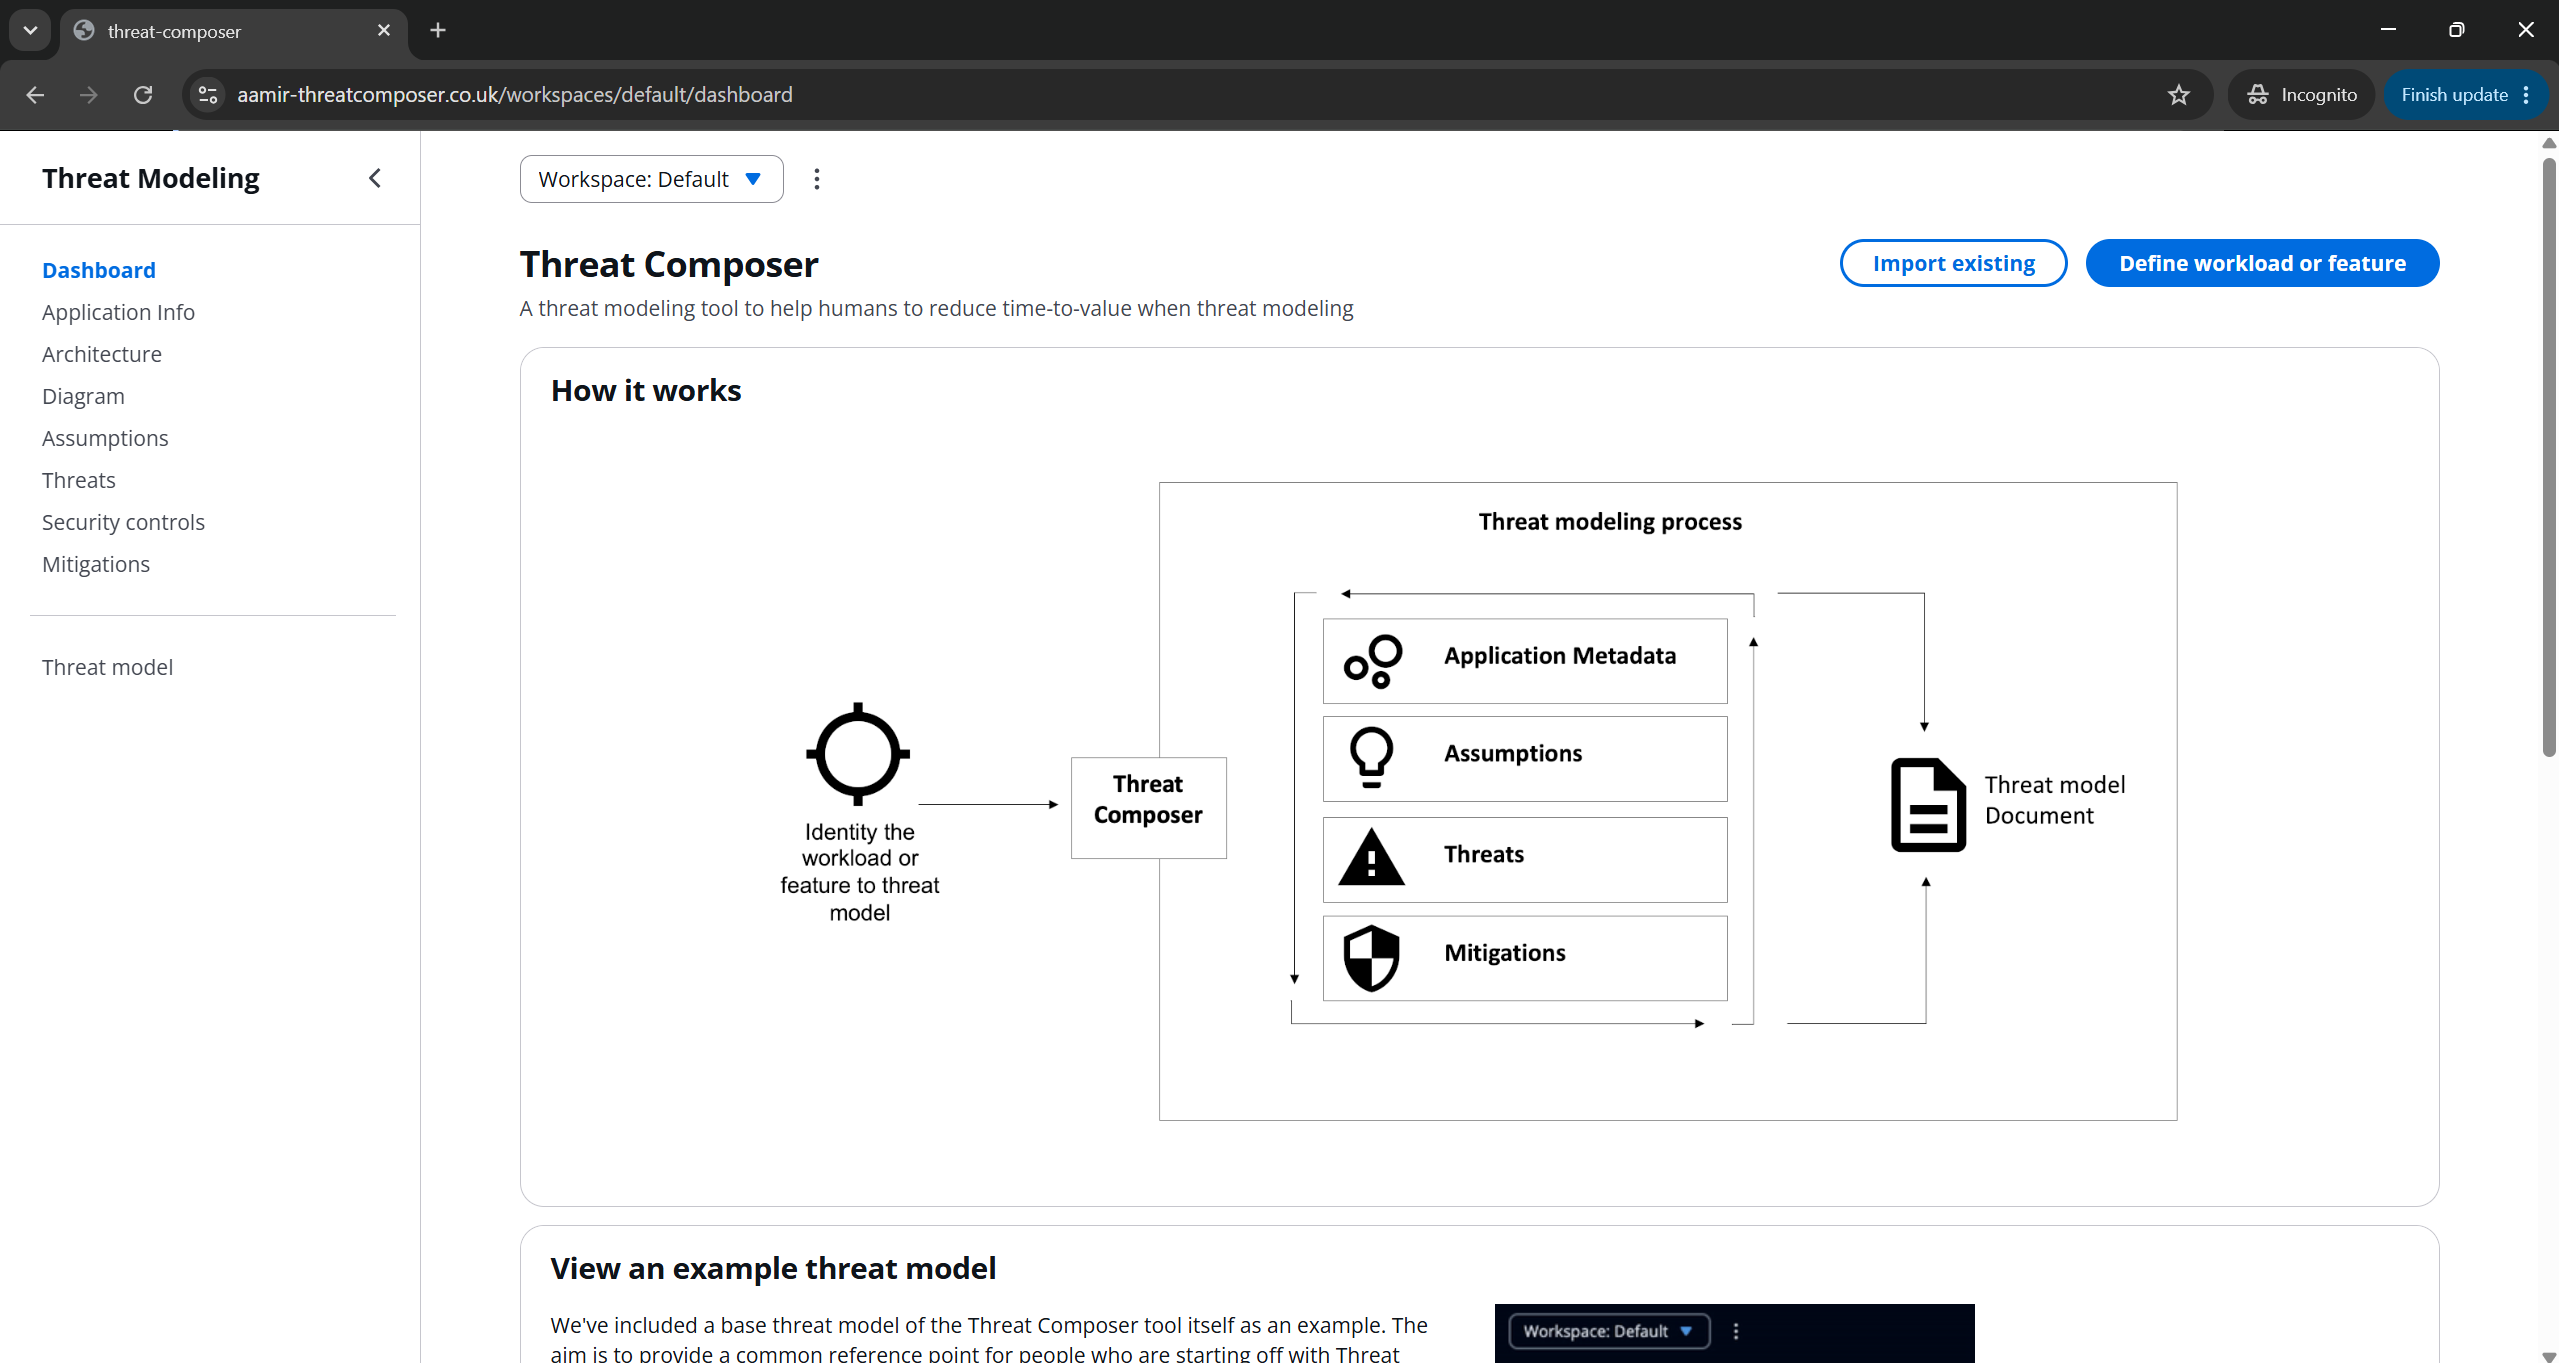 threat-composer
aamir-threatcomposer.co.uk/workspaces/default/dashboard
Incognito
Finish update
Threat Modeling
Dashboard
Application Info
Architecture
Diagram
Assumptions
Threats
Security controls
Mitigations
Threat model
Workspace: Default
Threat Composer
A threat modeling tool to help humans to reduce time-to-value when threat modeling
Import existing
Define workload or feature
How it works
Threat modeling process
Identity the
workload or
feature to threat
model
Threat
Composer
Application Metadata
Assumptions
Threats
Mitigations
Threat model
Document
View an example threat model
We've included a base threat model of the Threat Composer tool itself as an example. The
aim is to provide a common reference point for people who are starting off with Threat
Workspace: Default